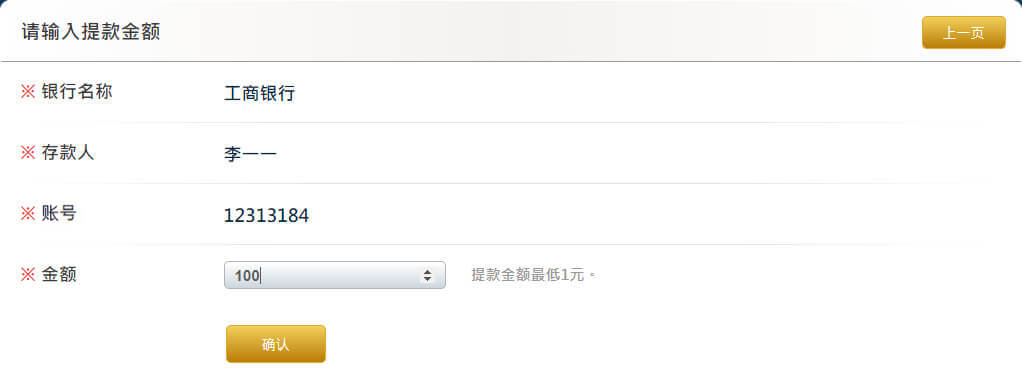 请输入提款金额 上一页
※ 银行名称 工商银行
※ 存款人 李一一
※ 账号 12313184
※ 金额 100 提款金额最低1元。
确认